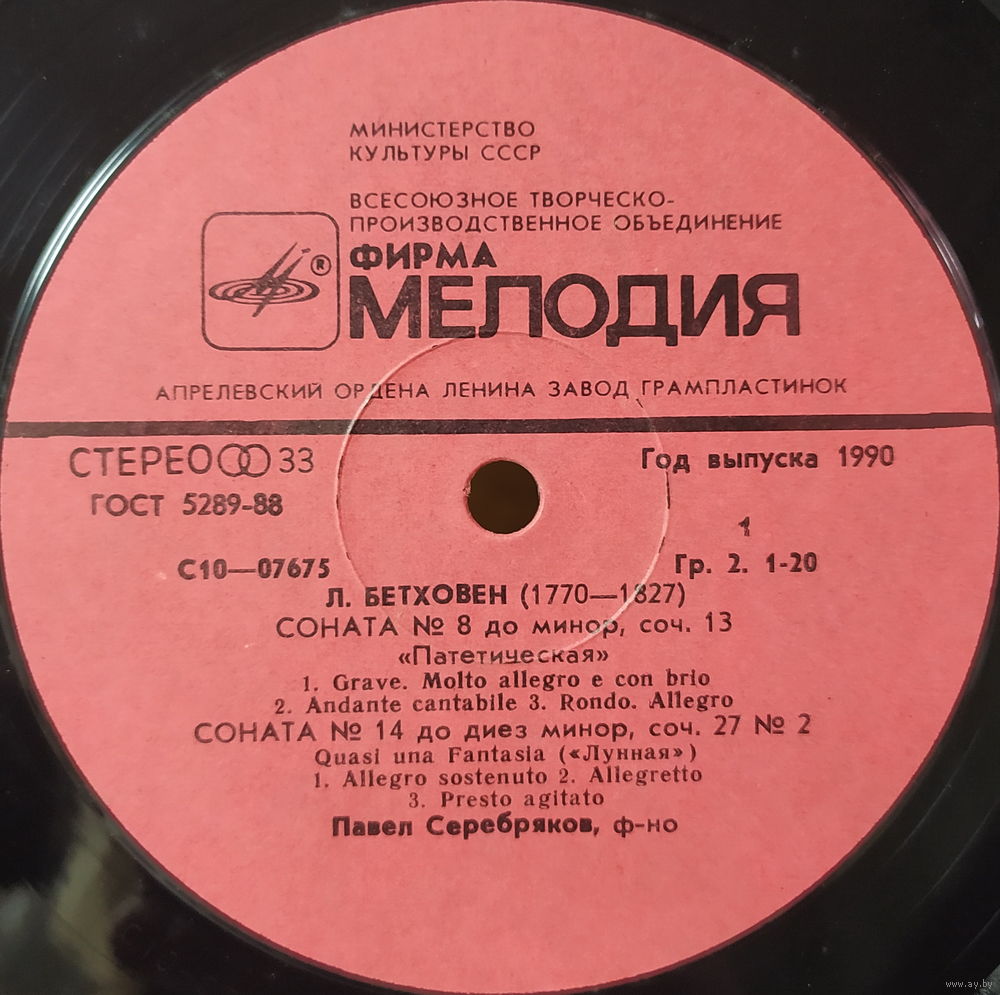 МИНИСТЕРСТВО
КУЛЬТУРЫ СССР
ВСЕСОЮЗНОЕ ТВОРЧЕСКО-
ПРОИЗВОДСТВЕННОЕ ОБЪЕДИНЕНИЕ
®
ФИРМА
МЕЛОДИЯ
АПРЕЛЕВСКИЙ ОРДЕНА ЛЕНИНА ЗАВОД ГРАМПЛАСТИНОК
СТЕРЕО 33
Год выпуска 1990
ГОСТ 5289-88
1
С10—07675
Гр. 2. 1-20
Л. БЕТХОВЕН (1770—1827)
СОНАТА № 8 до минор, соч. 13
«Патетическая»
1. Grave. Molto allegro e con brio
2. Andante cantabile 3. Rondo. Allegro
СОНАТА № 14 до диез минор, соч. 27 № 2
Quasi una Fantasia («Лунная»)
1. Allegro sostenuto 2. Allegretto
3. Presto agitato
Павел Серебряков, ф-но
www.ay.by